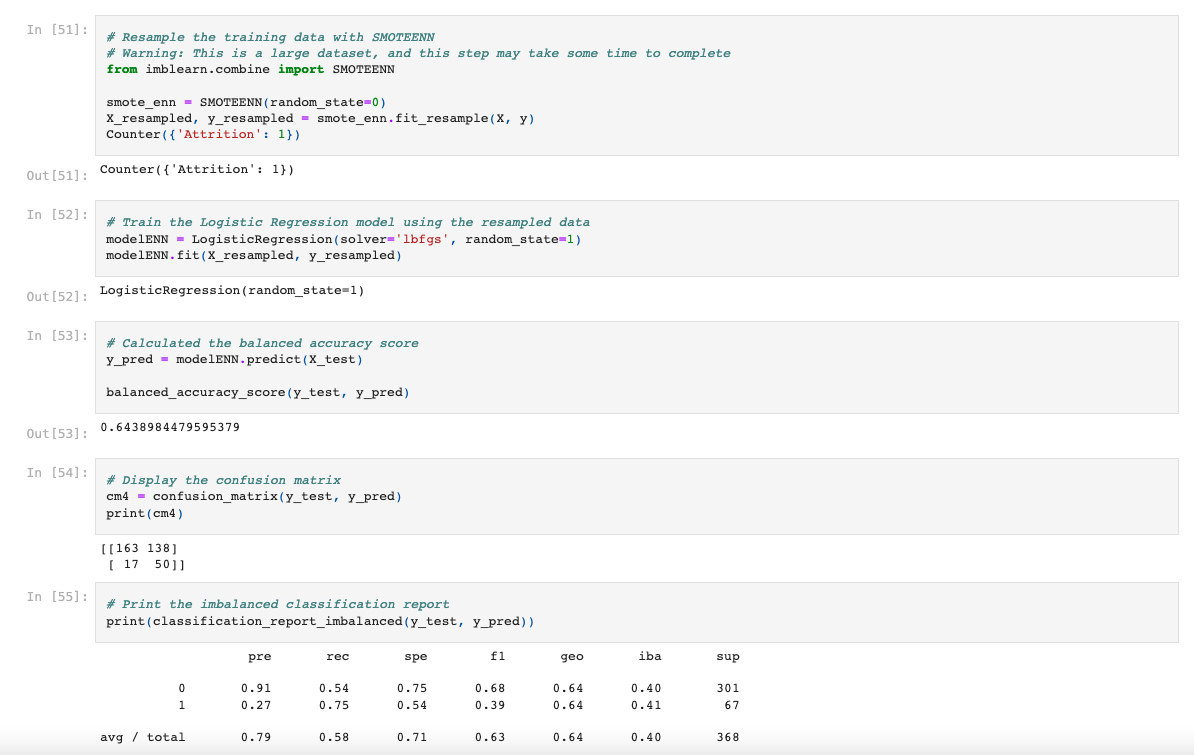 In [51]:
# Resample the training data with SMOTEENN
# Warning: This is a large dataset, and this step may take some time to complete
from imblearn.combine import SMOTEENN
smote_enn = SMOTEENN(random_state=0)
X_resampled, y_resampled = smote_enn.fit_resample(X, y)
Counter({'Attrition': 1})
Out[51]: Counter({'Attrition': 1})
In [52]:
# Train the Logistic Regression model using the resampled data
modelENN = LogisticRegression(solver='lbfgs', random_state=1)
modelENN.fit(X_resampled, y_resampled)
Out[52]: LogisticRegression(random_state=1)
In [53]:
# Calculated the balanced accuracy score
y_pred = modelENN.predict(X_test)
balanced_accuracy_score(y_test, y_pred)
Out[53]: 0.6438984479595379
In [54]:
# Display the confusion matrix
cm4 = confusion_matrix(y_test, y_pred)
print(cm4)
[[163 138]
 [ 17  50]]
In [55]:
# Print the imbalanced classification report
print(classification_report_imbalanced(y_test, y_pred))
pre rec spe f1 geo iba sup
0 0.91 0.54 0.75 0.68 0.64 0.40 301
1 0.27 0.75 0.54 0.39 0.64 0.41 67
avg / total 0.79 0.58 0.71 0.63 0.64 0.40 368